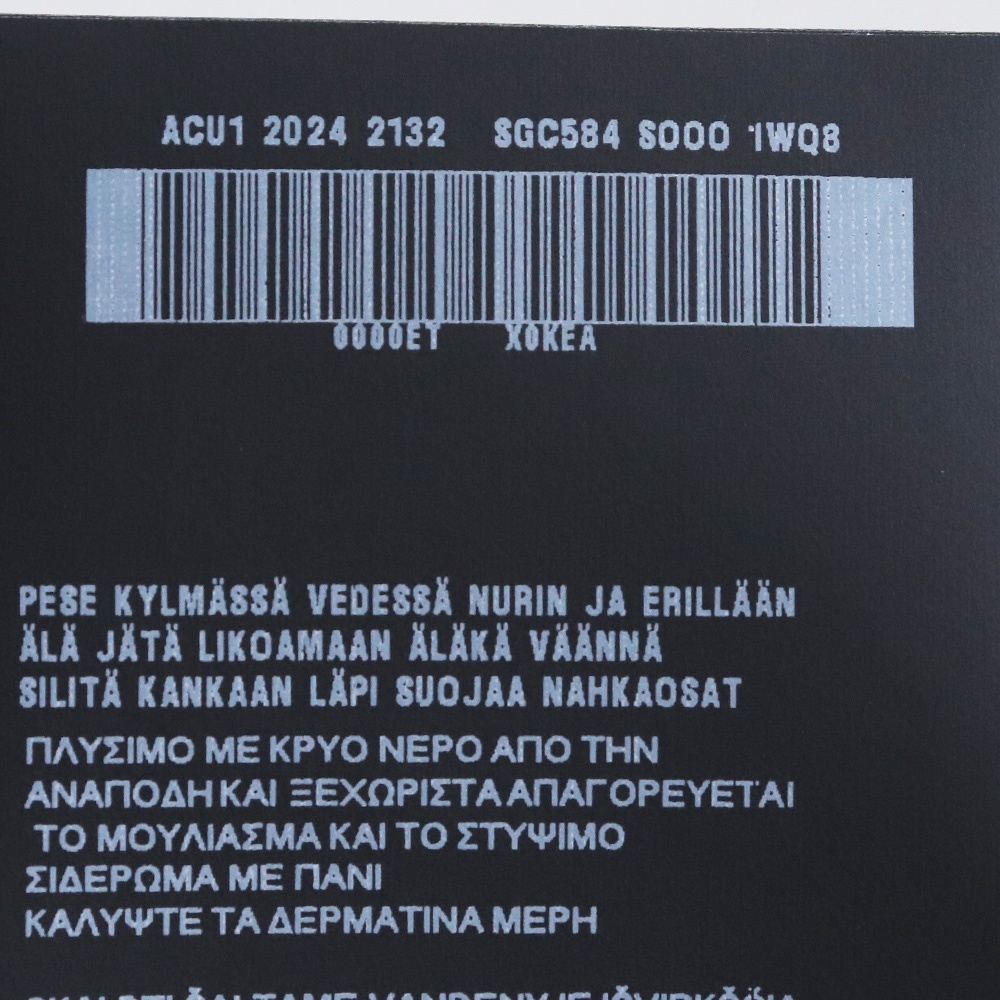 ACU1 2024 2132 SGC584 S000 1WQ8
0000ET X0KEA
PESE KYLMÄSSÄ VEDESSÄ NURIN JA ERILLÄÄN
ÄLÄ JÄTÄ LIKOAMAAN ÄLÄKÄ VÄÄNNÄ
SILITÄ KANKAAN LÄPI SUOJAA NAHKAOSAT
ΠΛΥΣΙΜΟ ΜΕ ΚΡΥΟ ΝΕΡΟ ΑΠΟ ΤΗΝ
ΑΝΑΠΟΔΗ ΚΑΙ ΞΕΧΩΡΙΣΤΑ ΑΠΑΓΟΡΕΥΕΤΑΙ
ΤΟ ΜΟΥΛΙΑΣΜΑ ΚΑΙ ΤΟ ΣΤΥΨΙΜΟ
ΣΙΔΕΡΩΜΑ ΜΕ ΠΑΝΙ
ΚΑΛΥΨΤΕ ΤΑ ΔΕΡΜΑΤΙΝΑ ΜΕΡΗ